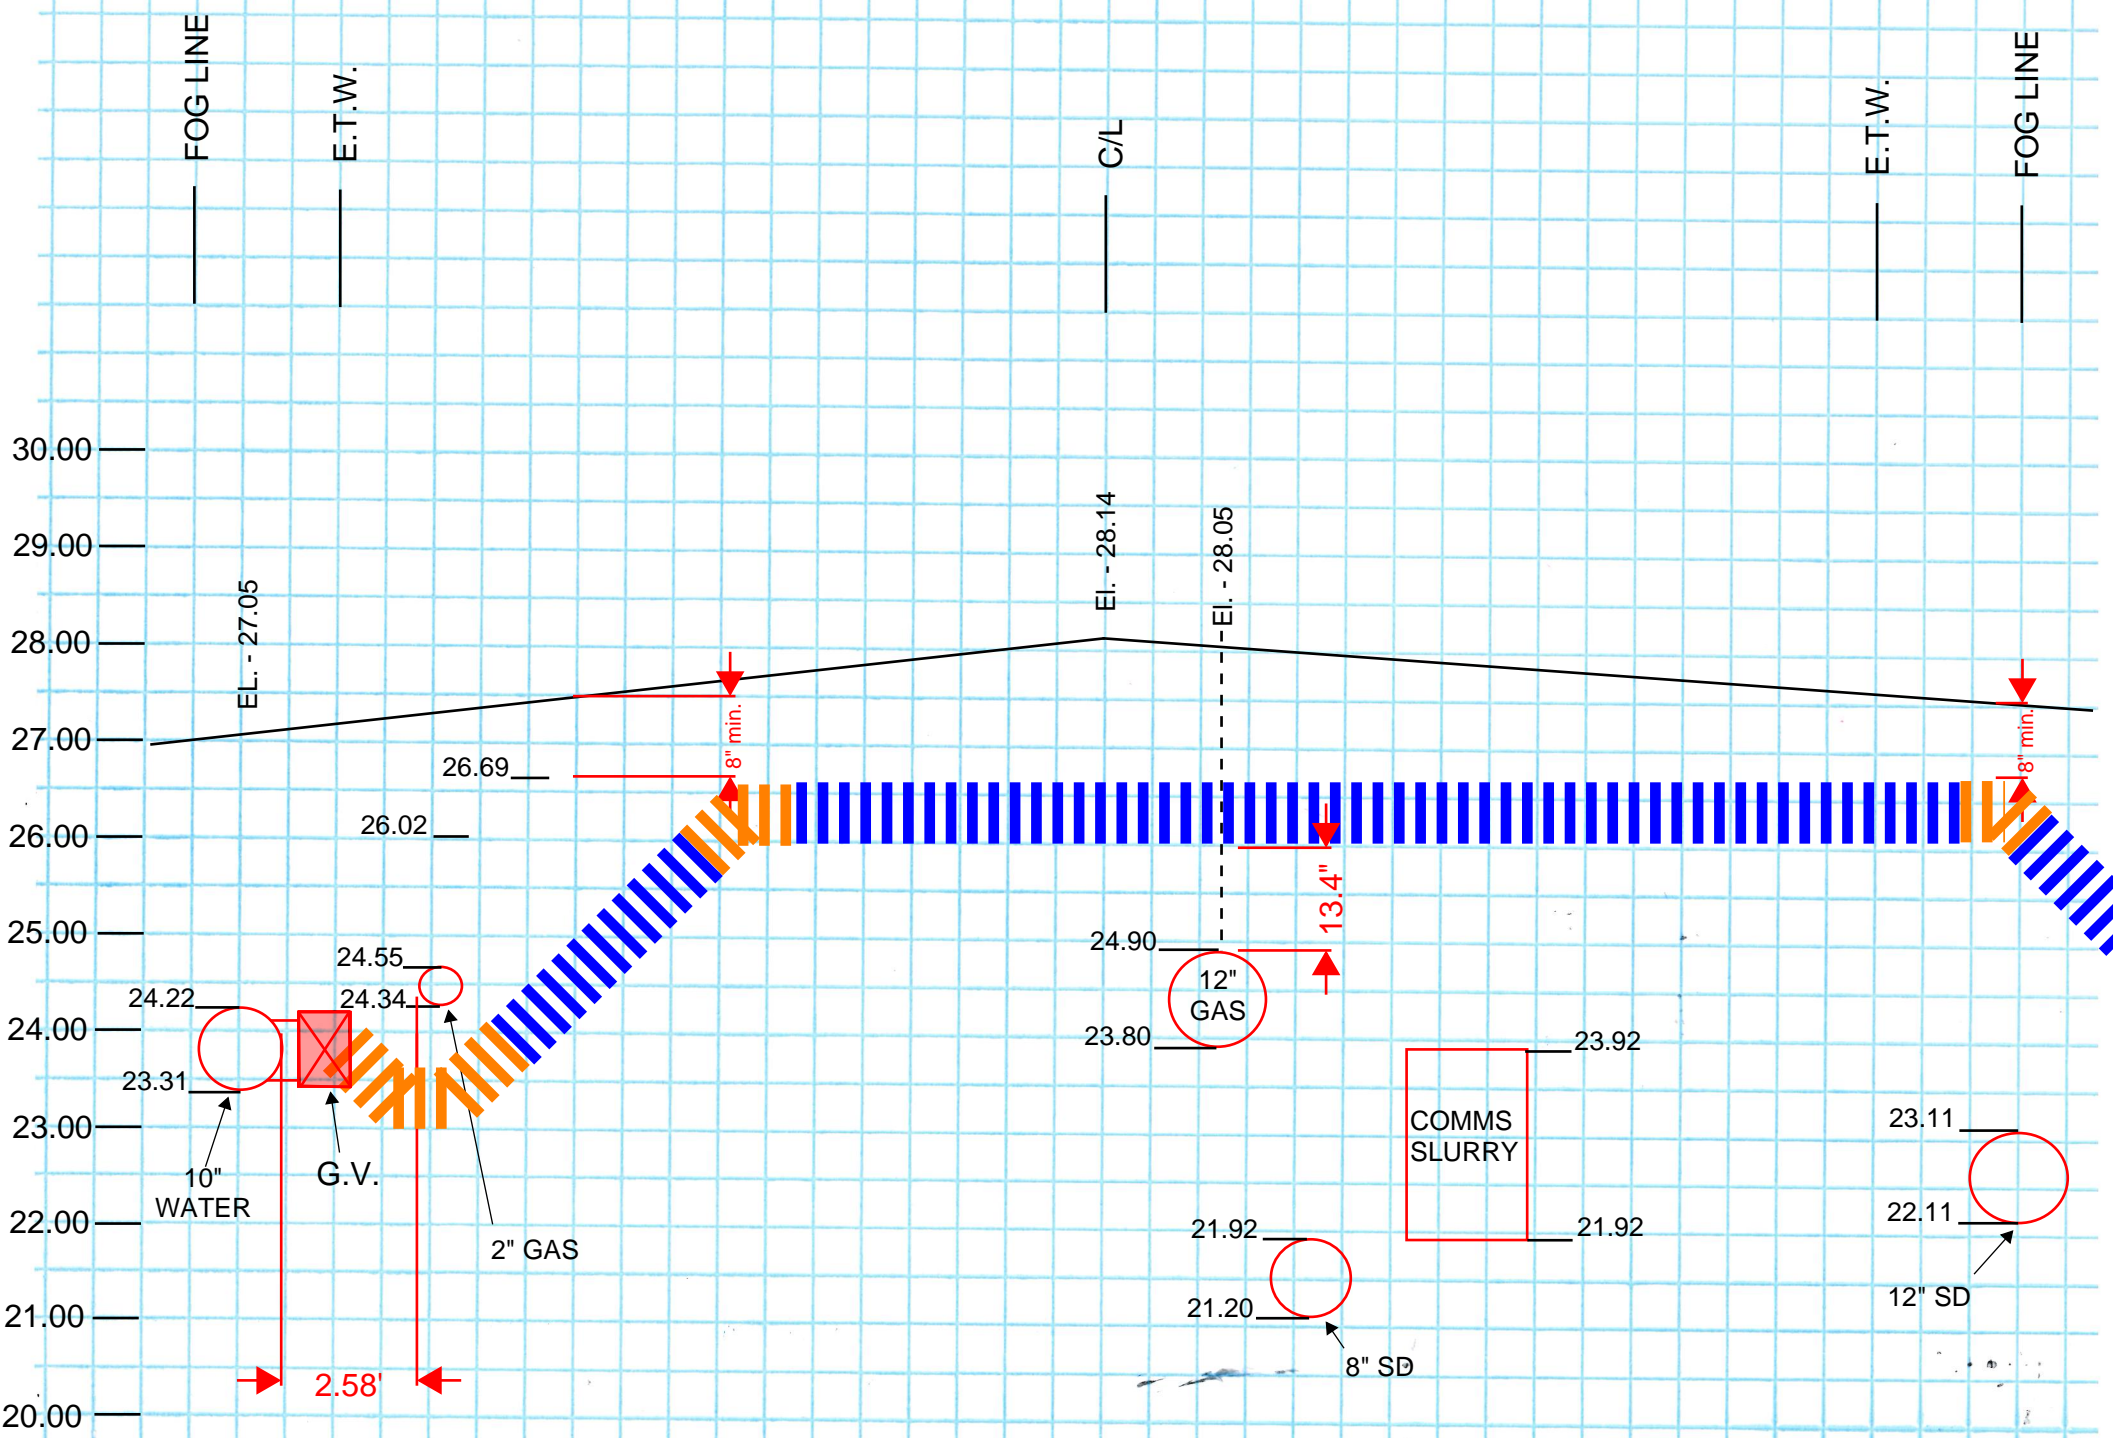 FOG LINE
E.T.W.
C/L
E.T.W.
FOG LINE
30.00
29.00
28.00
27.00
26.00
25.00
24.00
23.00
22.00
21.00
20.00
EL. - 27.05
El. - 28.14
El. - 28.05
8" min.
8" min.
26.69
26.02
24.55
24.34
24.22
23.31
10"
WATER
G.V.
2" GAS
2.58'
24.90
12"
GAS
23.80
13.4"
23.92
COMMS
SLURRY
21.92
21.92
21.20
8" SD
23.11
22.11
12" SD